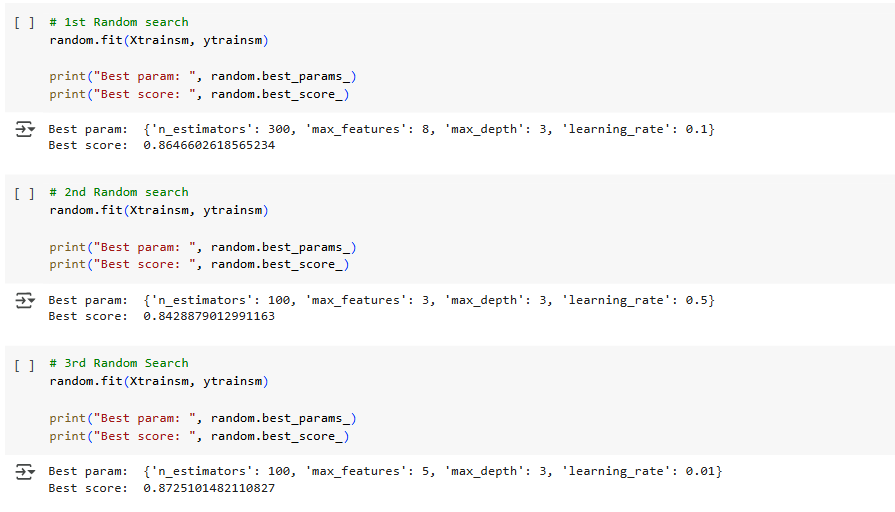 [ ] # 1st Random search
random.fit(Xtrainsm, ytrainsm)
print("Best param: ", random.best_params_)
print("Best score: ", random.best_score_)
Best param:  {'n_estimators': 300, 'max_features': 8, 'max_depth': 3, 'learning_rate': 0.1}
Best score:  0.8646602618565234
[ ] # 2nd Random search
random.fit(Xtrainsm, ytrainsm)
print("Best param: ", random.best_params_)
print("Best score: ", random.best_score_)
Best param:  {'n_estimators': 100, 'max_features': 3, 'max_depth': 3, 'learning_rate': 0.5}
Best score:  0.8428879012991163
[ ] # 3rd Random Search
random.fit(Xtrainsm, ytrainsm)
print("Best param: ", random.best_params_)
print("Best score: ", random.best_score_)
Best param:  {'n_estimators': 100, 'max_features': 5, 'max_depth': 3, 'learning_rate': 0.01}
Best score:  0.8725101482110827